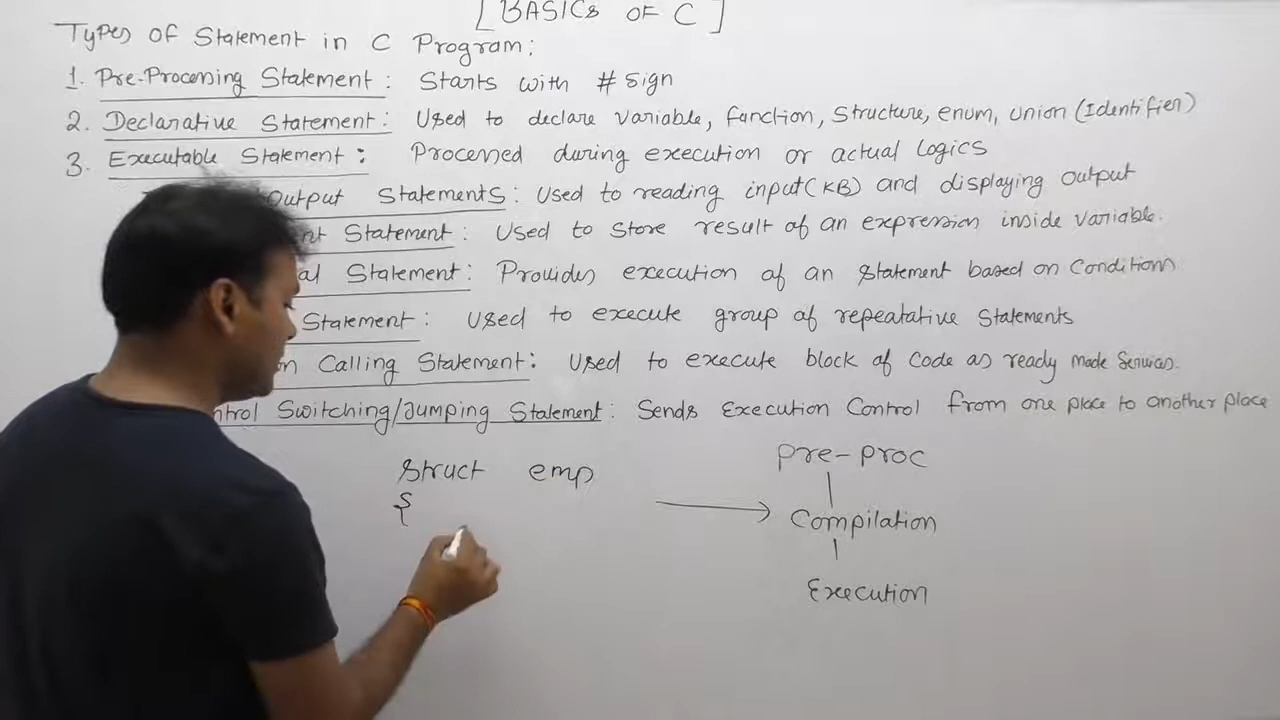 [ BASICS OF C ]
Types of Statement in C Program:
1. Pre-Processing Statement: Starts with # sign
2. Declarative Statement: Used to declare variable, function, structure, enum, union (Identifier)
3. Executable Statement: Processed during execution or actual logics
Output Statements: Used to reading input(KB) and displaying output
nt Statement: Used to store result of an expression inside variable.
al Statement: Provides execution of an statement based on Conditions
Statement: Used to execute group of repeatative statements
n Calling Statement: Used to execute block of code as ready made services.
ntrol Switching/Jumping Statement: Sends Execution Control from one place to another place
struct emp
{
Pre-proc
Compilation
Execution